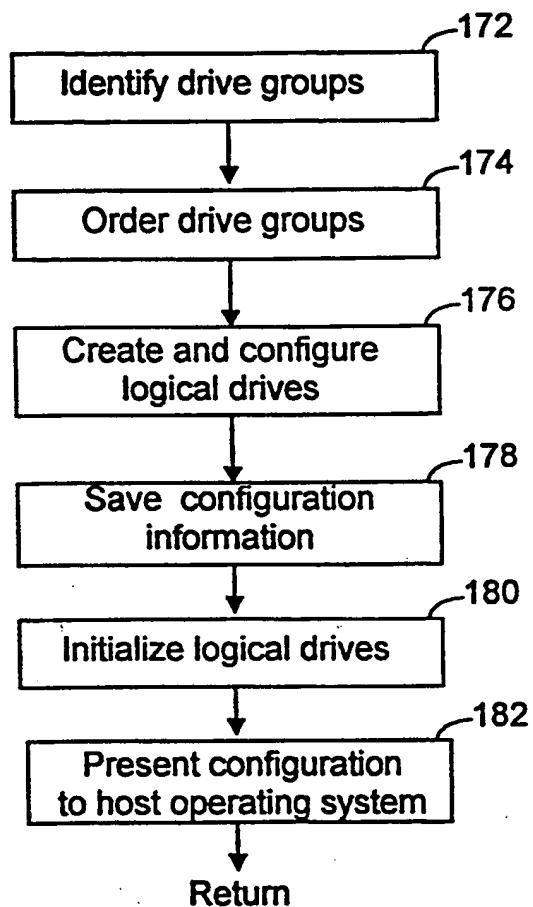 172
Identify drive groups
174
Order drive groups
176
Create and configure
logical drives
178
Save configuration
information
180
Initialize logical drives
182
Present configuration
to host operating system
Return